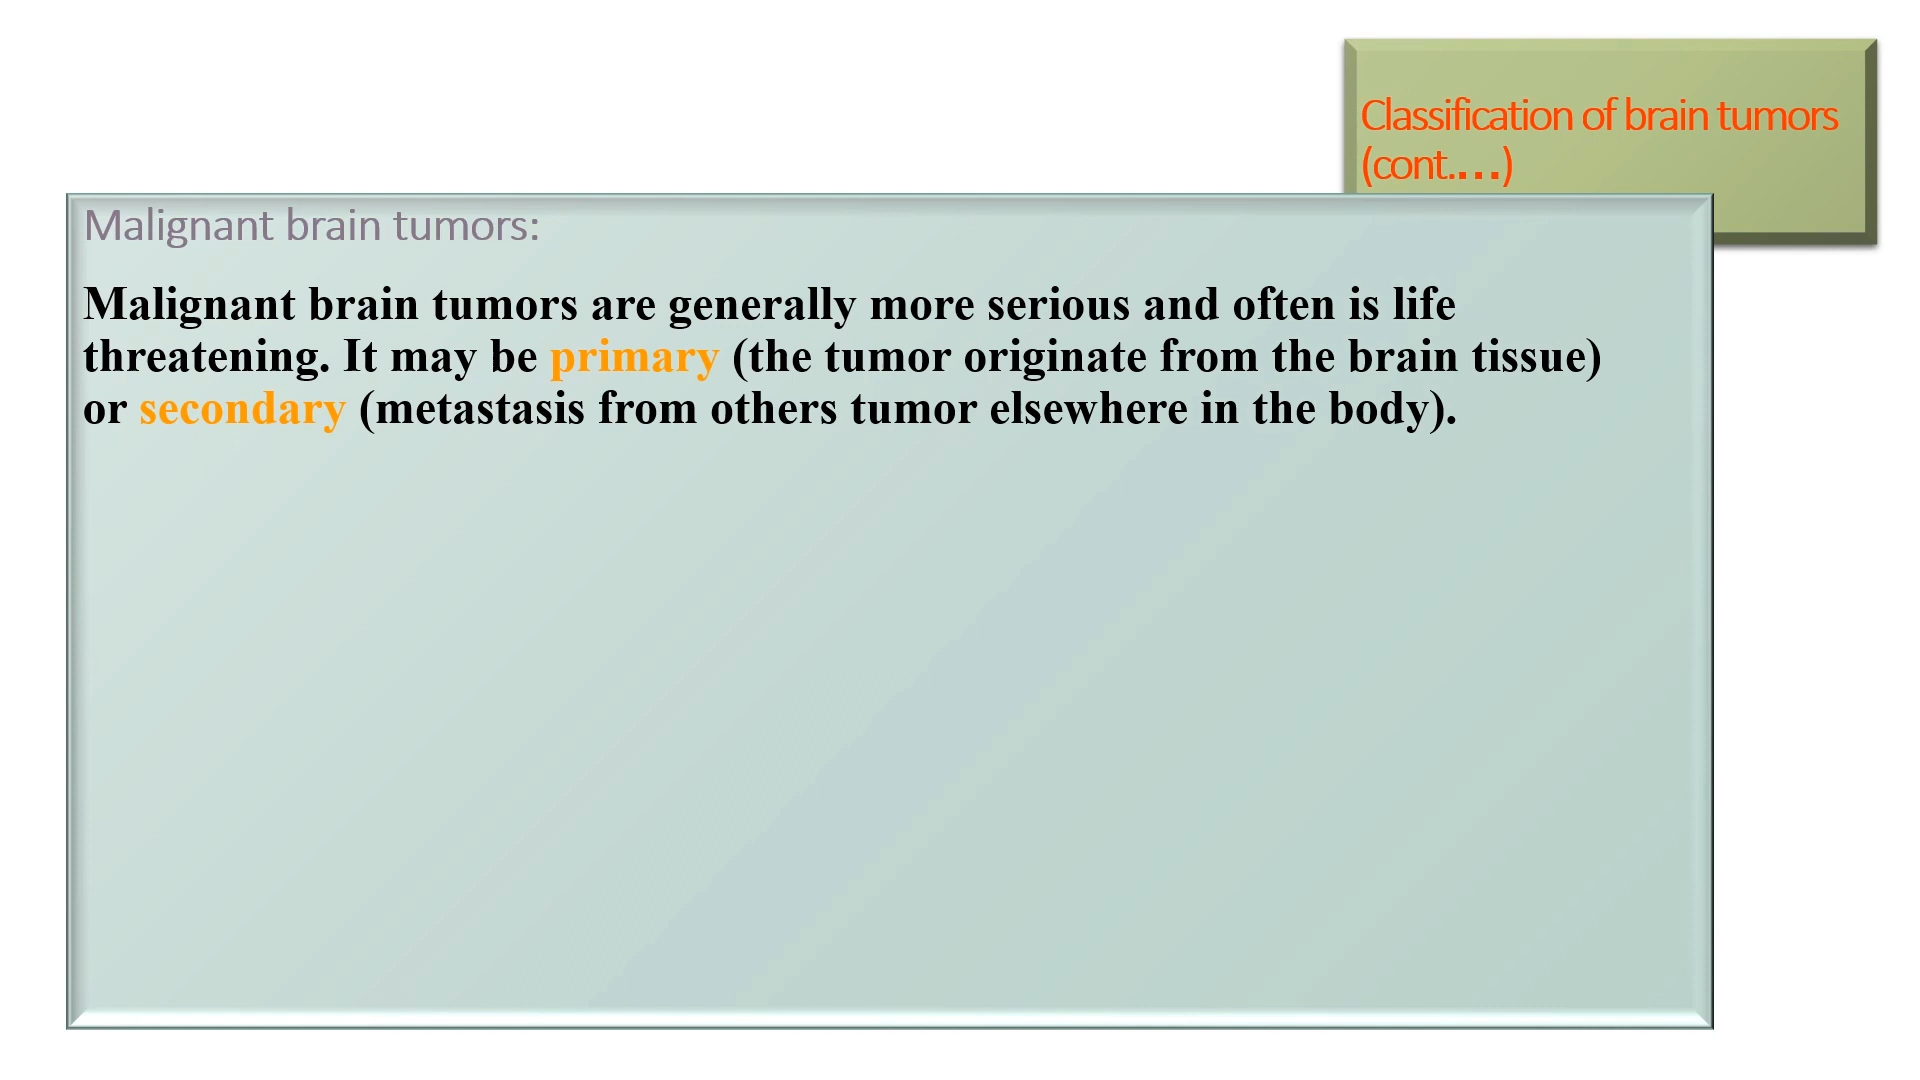 Classification of brain tumors
(cont.…)
Malignant brain tumors:
Malignant brain tumors are generally more serious and often is life
threatening. It may be primary (the tumor originate from the brain tissue)
or secondary (metastasis from others tumor elsewhere in the body).